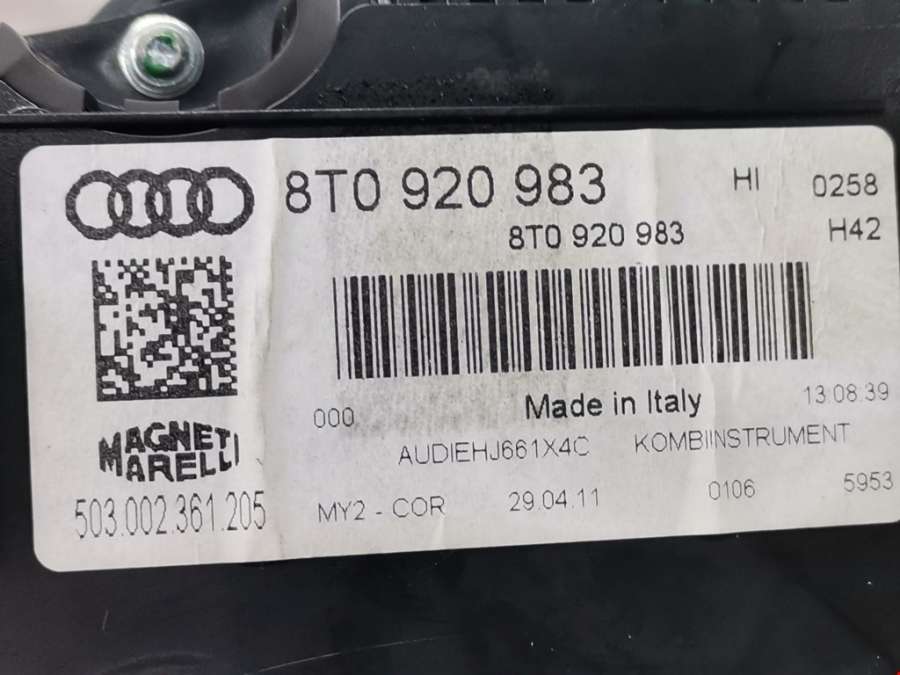 8T0 920 983 HI 0258
8T0 920 983 H42
000 Made in Italy 13:08:39
MAGNETI
MARELLI
AUDIEHJ661X4C KOMBIINSTRUMENT
503.002.361.205 MY2 - COR 29.04.11 0106 5953